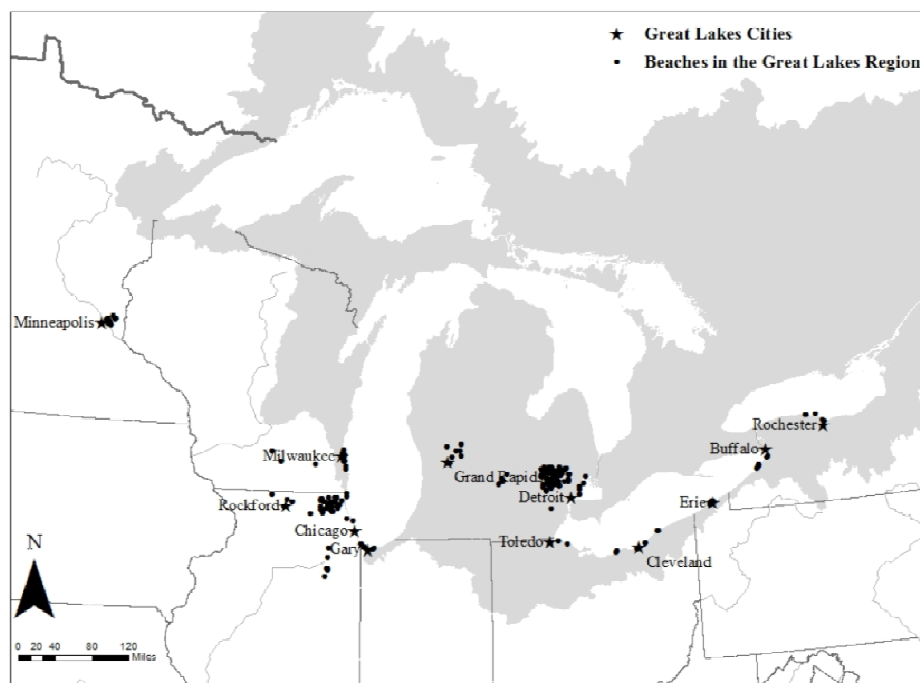 Great Lakes Cities
Beaches in the Great Lakes Region
Minneapolis
Rochester
Buffalo
Milwaukee
Grand Rapid
Detroit
Rockford
Erie
Chicago
Toledo
Gary
Cleveland
N
0 20 40 80 120
Miles